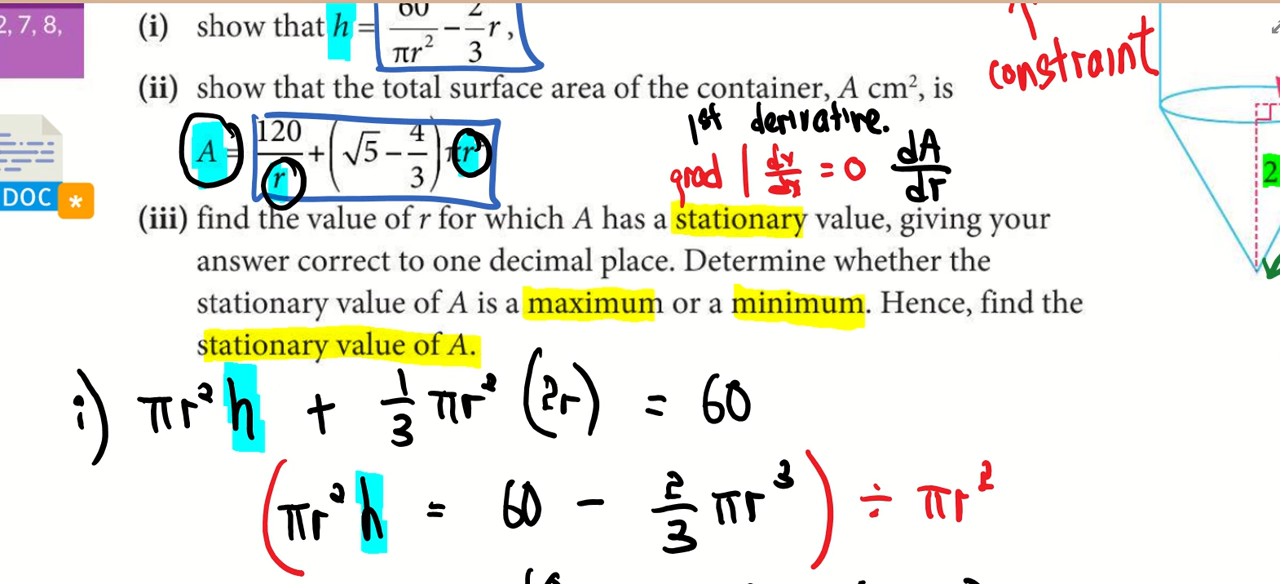 2, 7, 8,
(i) show that h = 60/πr² − 2/3 r ,
constraint
(ii) show that the total surface area of the container, A cm², is
1st derivative.
A = 120/r + (√5 − 4/3) πr²
grad | dy/dx = 0 dA/dr
2
DOC *
(iii) find the value of r for which A has a stationary value, giving your
answer correct to one decimal place. Determine whether the
stationary value of A is a maximum or a minimum. Hence, find the
stationary value of A.
i) πr²h + 1/3 πr² (2r) = 60
(πr²h = 60 − 2/3 πr³) ÷ πr²